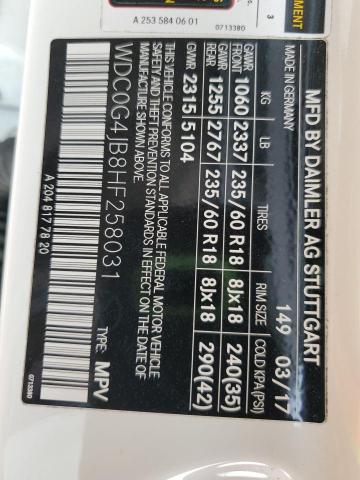 MENT
3
0713380
A 253 584 06 01
MFD BY DAIMLER AG STUTTGART
GERMANY
149 03/17
KG LB TIRES RIM SIZE COLD KPA(PSI)
GAWR FRONT 1060 2337 235/60 R18 8Jx18 240(35)
GAWR REAR 1255 2767 235/60 R18 8Jx18 290(42)
GVWR 2315 5104
THIS VEHICLE CONFORMS TO ALL APPLICABLE FEDERAL MOTOR VEHICLE
SAFETY AND THEFT PREVENTION STANDARDS IN EFFECT ON THE DATE OF
MANUFACTURE SHOWN ABOVE.
WDC0G4JB8HF258031
TYPE: MPV
A 204 817 78 20
0713380